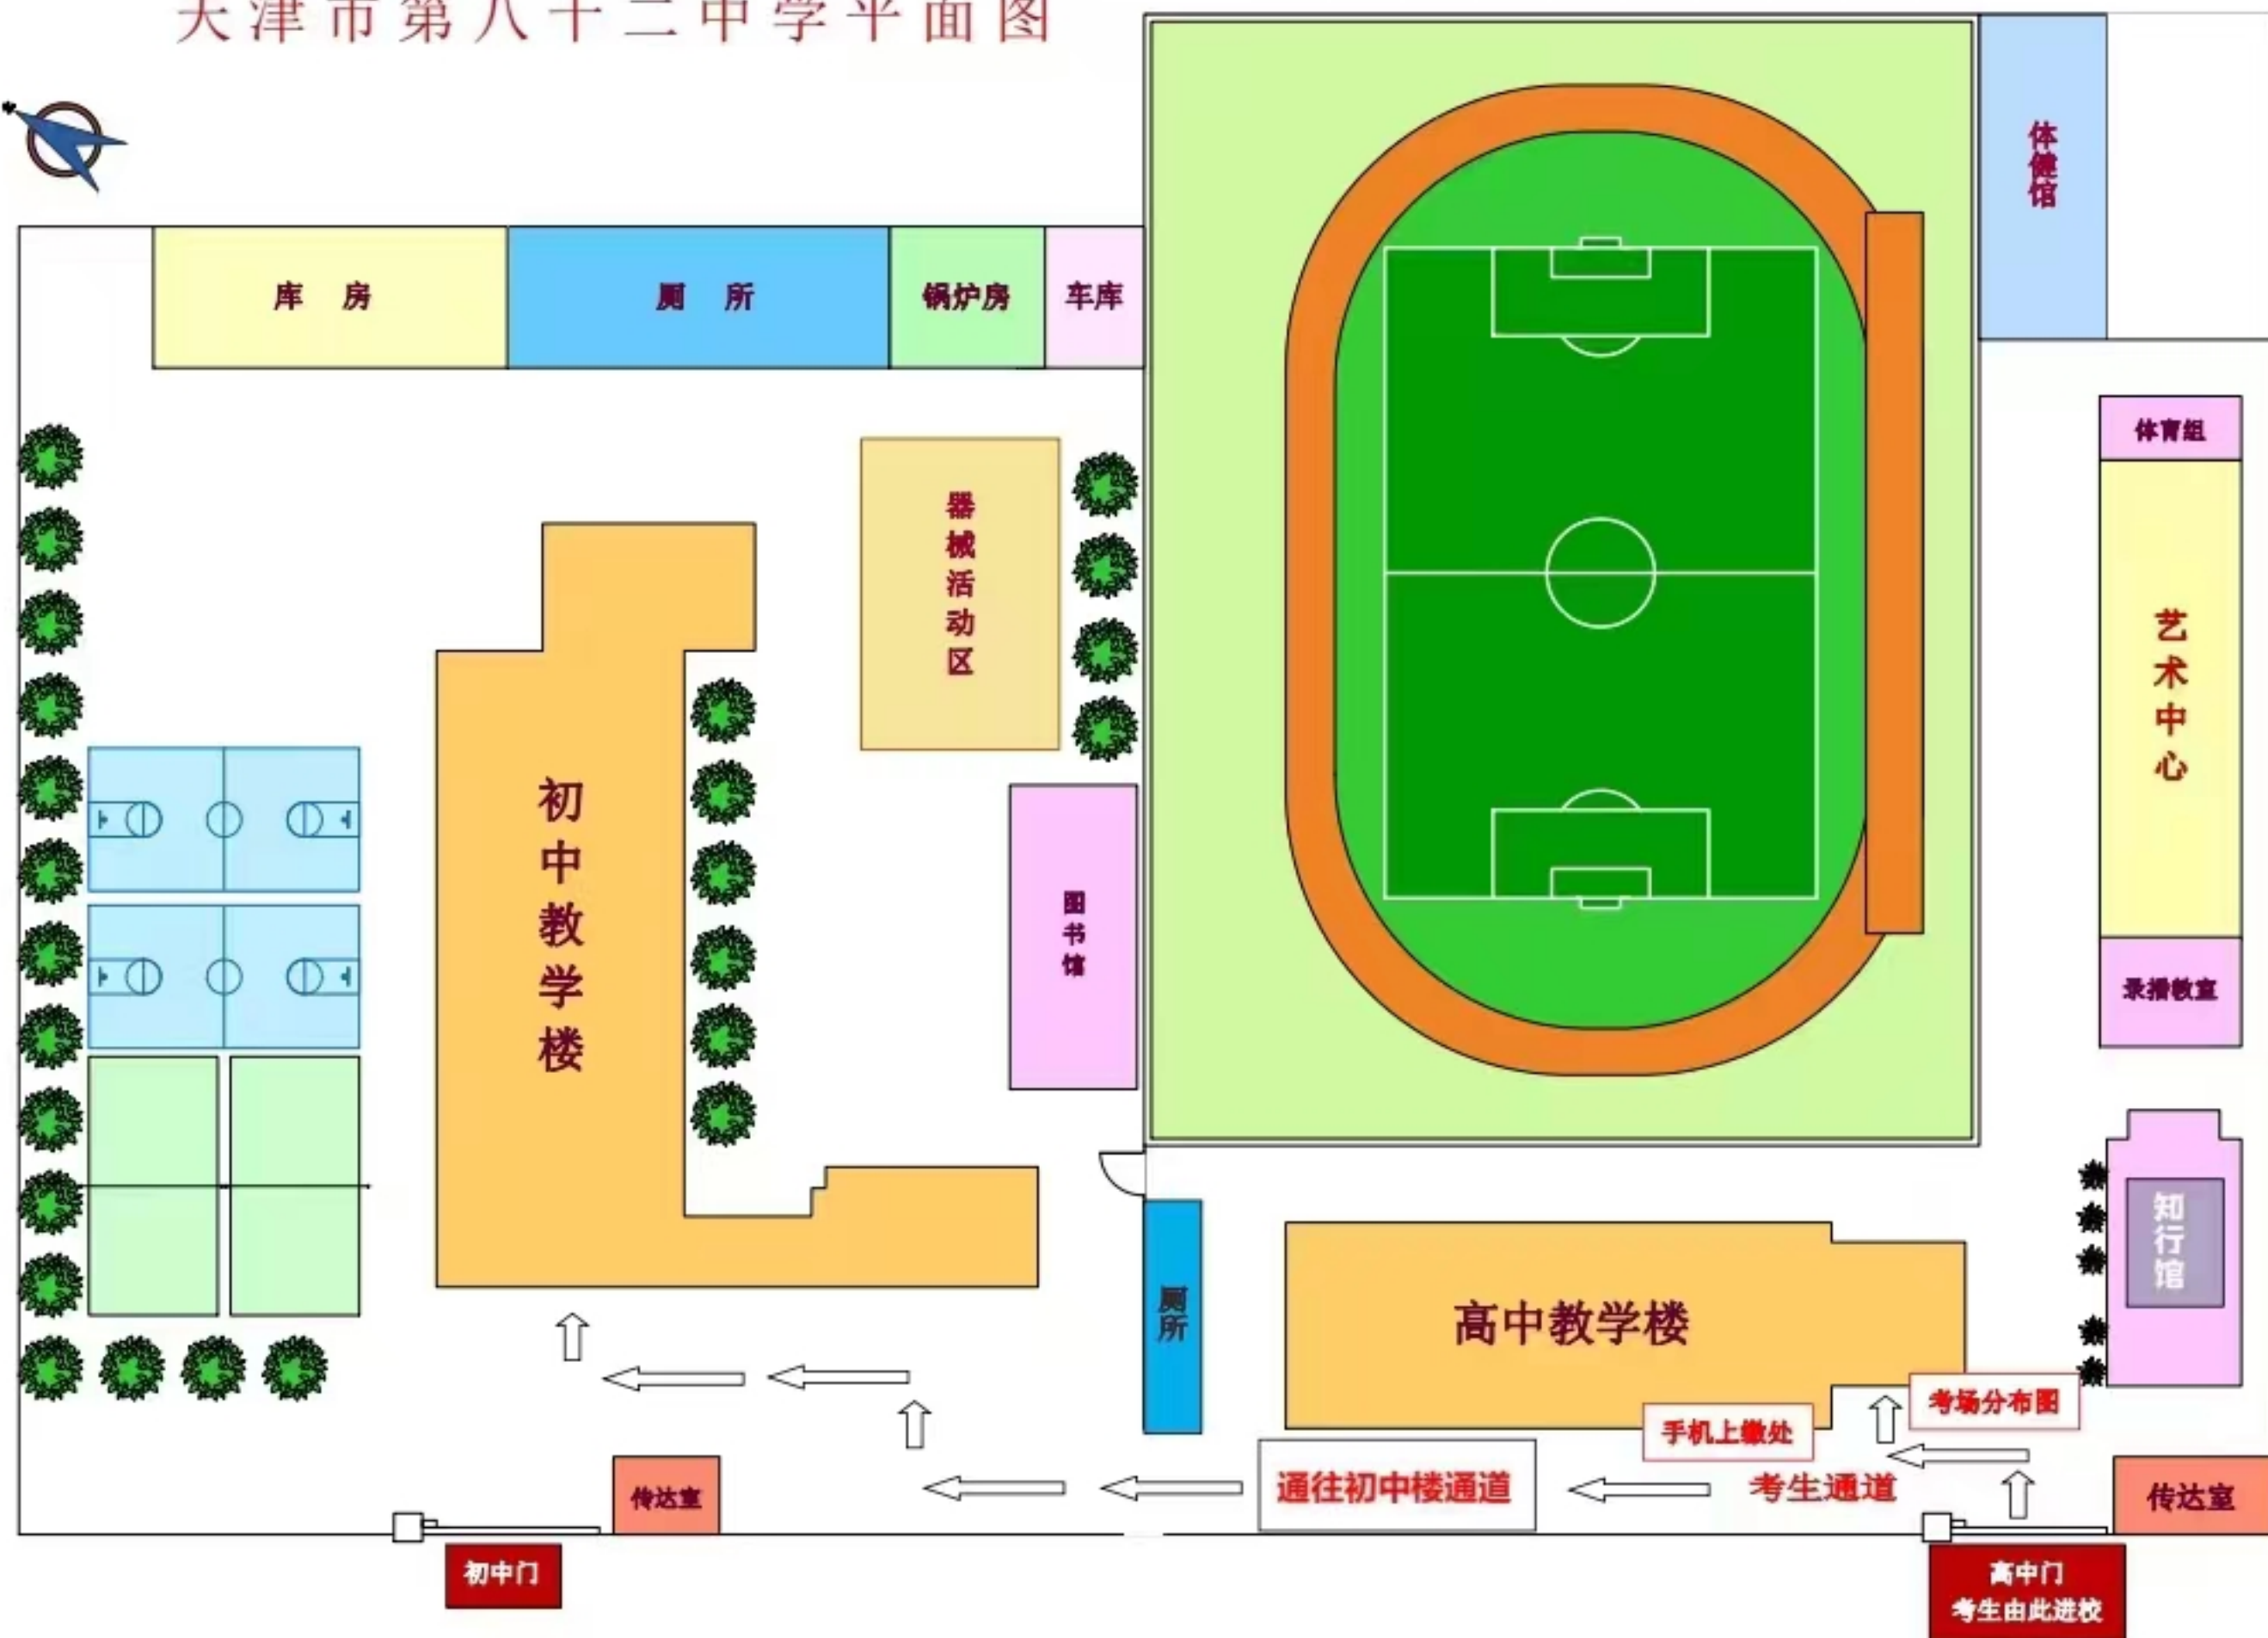 天津市第八十二中学平面图
体健馆
库 房
厕 所
锅炉房
车库
体育组
器械活动区
艺术中心
初中教学楼
图书馆
录播教室
知行馆
厕所
高中教学楼
考场分布图
手机上缴处
通往初中楼通道
考生通道
传达室
传达室
初中门
高中门
考生由此进校